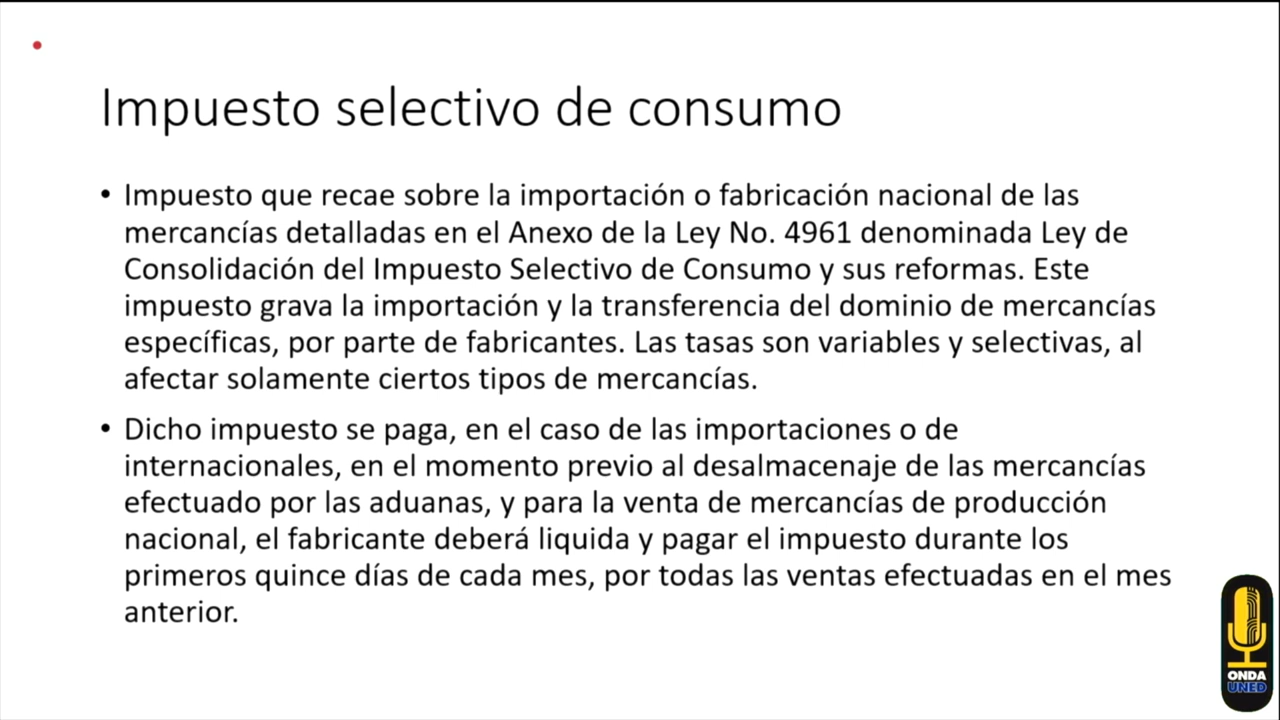 Impuesto selectivo de consumo
• Impuesto que recae sobre la importación o fabricación nacional de las
mercancías detalladas en el Anexo de la Ley No. 4961 denominada Ley de
Consolidación del Impuesto Selectivo de Consumo y sus reformas. Este
impuesto grava la importación y la transferencia del dominio de mercancías
específicas, por parte de fabricantes. Las tasas son variables y selectivas, al
afectar solamente ciertos tipos de mercancías.
• Dicho impuesto se paga, en el caso de las importaciones o de
internacionales, en el momento previo al desalmacenaje de las mercancías
efectuado por las aduanas, y para la venta de mercancías de producción
nacional, el fabricante deberá liquida y pagar el impuesto durante los
primeros quince días de cada mes, por todas las ventas efectuadas en el mes
anterior.
ONDA
UNED